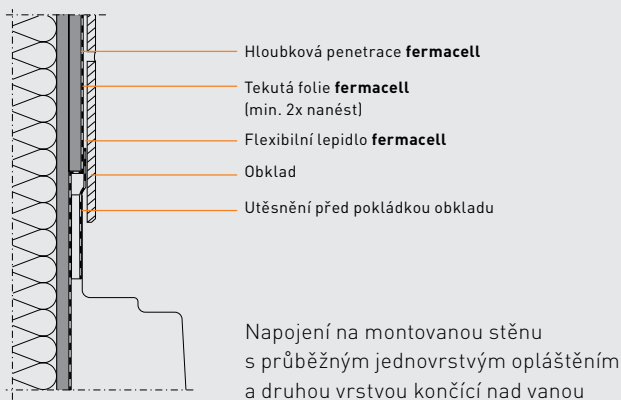 Hloubková penetrace fermacell
Tekutá folie fermacell
(min. 2x nanést)
Flexibilní lepidlo fermacell
Obklad
Utěsnění před pokládkou obkladu
Napojení na montovanou stěnu
s průběžným jednovrstvým opláštěním
a druhou vrstvou končící nad vanou